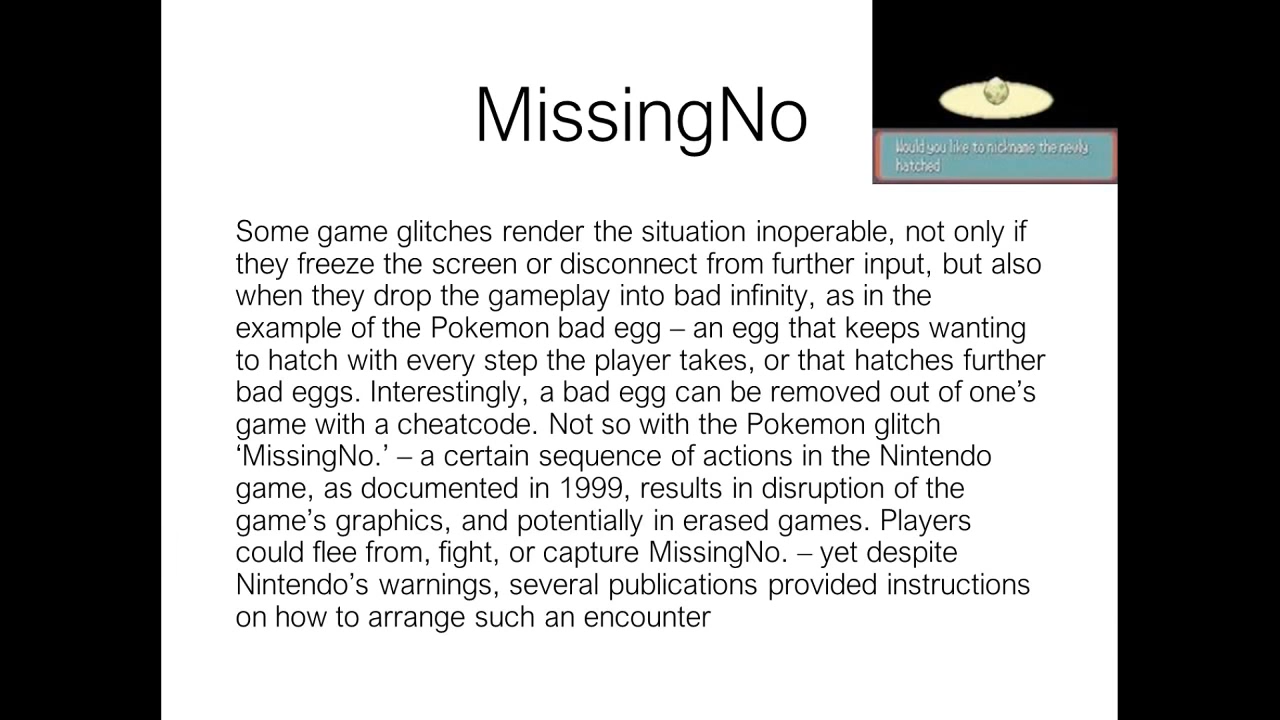 MissingNo
Would you like to nickname the newly
hatched
Some game glitches render the situation inoperable, not only if
they freeze the screen or disconnect from further input, but also
when they drop the gameplay into bad infinity, as in the
example of the Pokemon bad egg – an egg that keeps wanting
to hatch with every step the player takes, or that hatches further
bad eggs. Interestingly, a bad egg can be removed out of one’s
game with a cheatcode. Not so with the Pokemon glitch
‘MissingNo.’ – a certain sequence of actions in the Nintendo
game, as documented in 1999, results in disruption of the
game’s graphics, and potentially in erased games. Players
could flee from, fight, or capture MissingNo. – yet despite
Nintendo’s warnings, several publications provided instructions
on how to arrange such an encounter